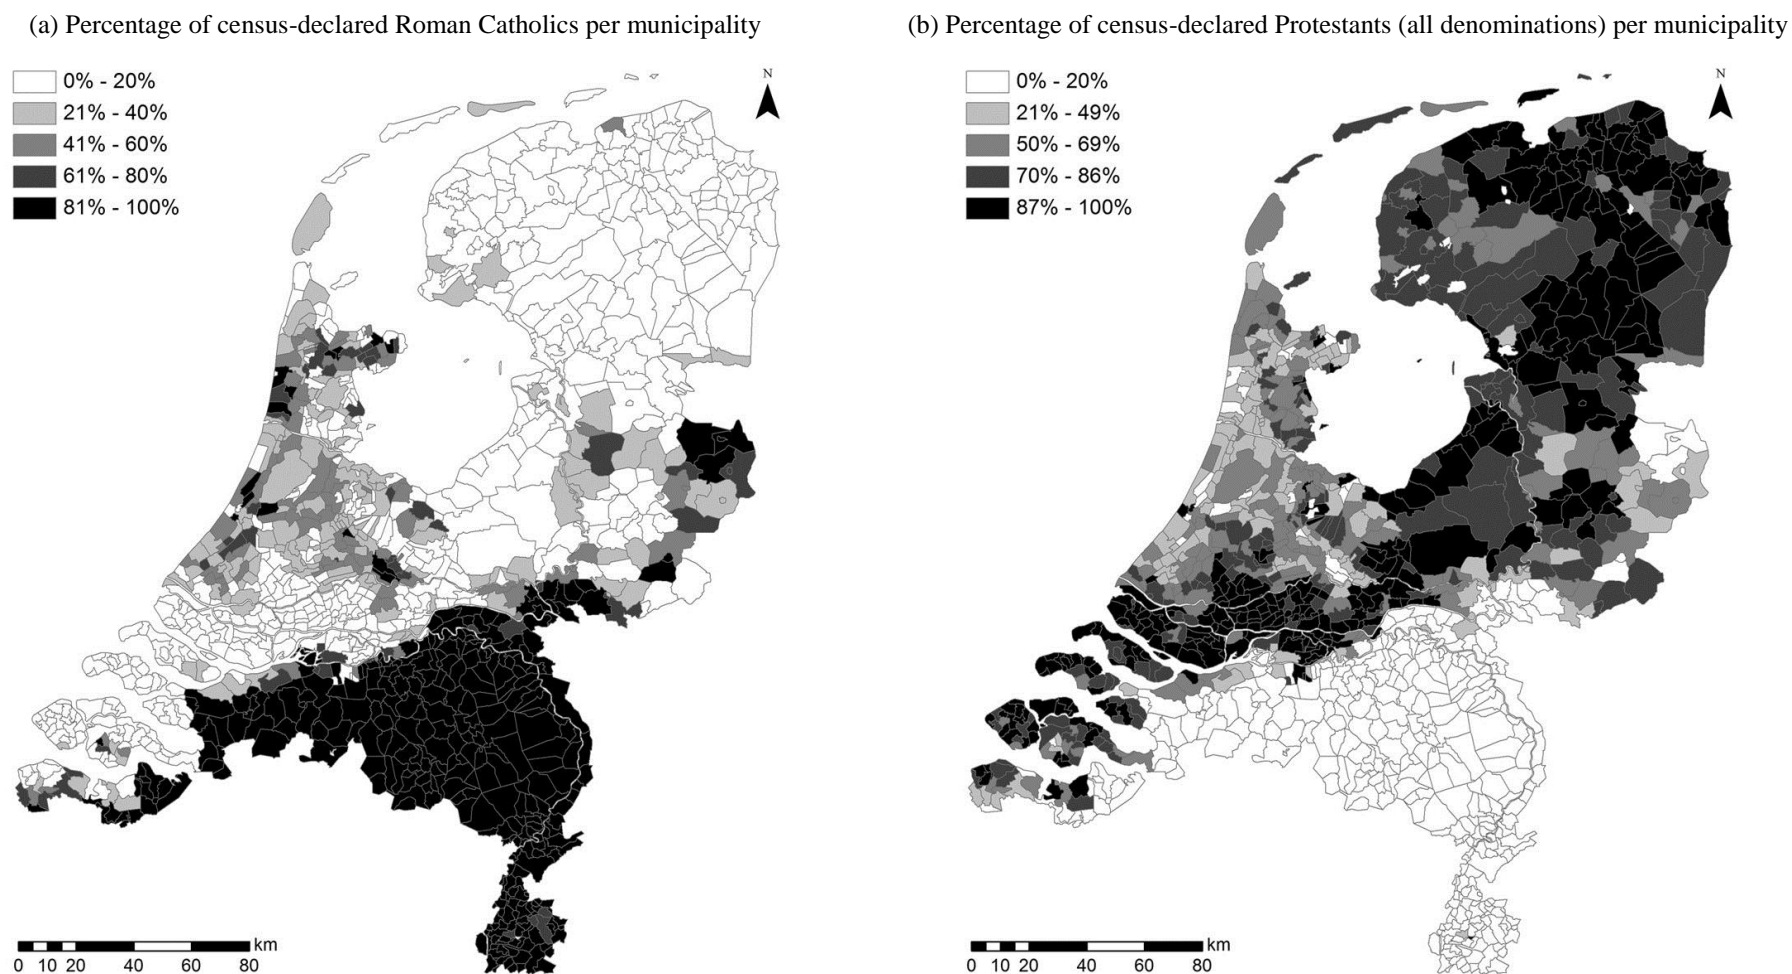 (a) Percentage of census-declared Roman Catholics per municipality
0% - 20%
21% - 40%
41% - 60%
61% - 80%
81% - 100%
N
km
0 10 20 40 60 80
(b) Percentage of census-declared Protestants (all denominations) per municipality
0% - 20%
21% - 49%
50% - 69%
70% - 86%
87% - 100%
N
km
0 10 20 40 60 80